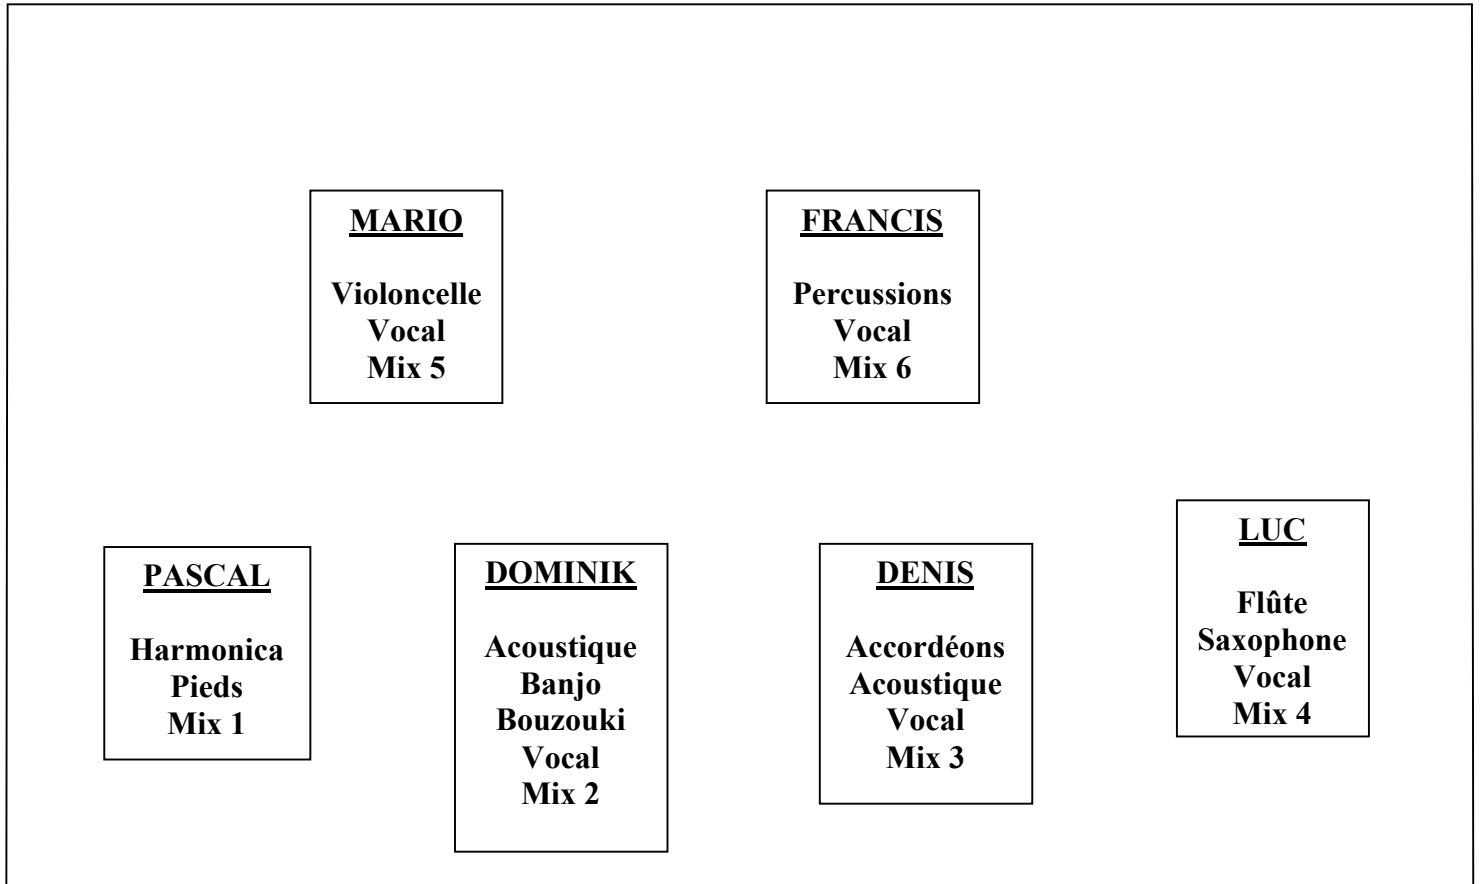 MARIO
Violoncelle
Vocal
Mix 5
FRANCIS
Percussions
Vocal
Mix 6
PASCAL
Harmonica
Pieds
Mix 1
DOMINIK
Acoustique
Banjo
Bouzouki
Vocal
Mix 2
DENIS
Accordéons
Acoustique
Vocal
Mix 3
LUC
Flûte
Saxophone
Vocal
Mix 4